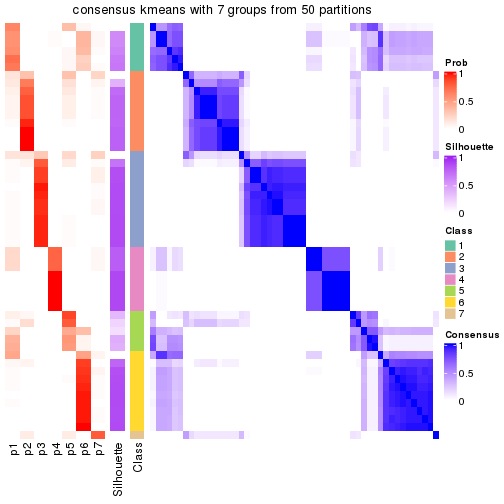 consensus kmeans with 7 groups from 50 partitions
Prob
1
0.5
0
Silhouette
1
0.5
0
Class
1
2
3
4
5
6
7
Consensus
1
0.5
0
p1
p2
p3
p4
p5
p6
p7
Silhouette
Class